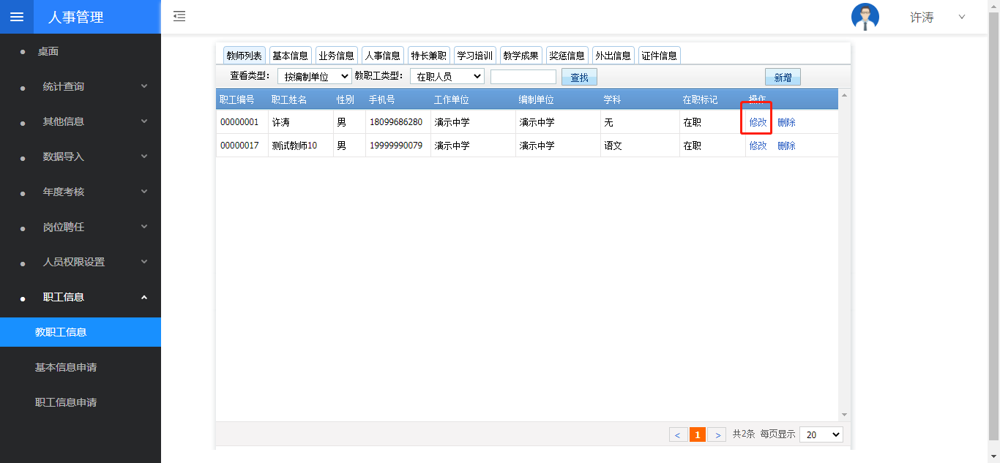 人事管理
许涛
桌面
统计查询
其他信息
数据导入
年度考核
岗位聘任
人员权限设置
职工信息
教职工信息
基本信息申请
职工信息申请
教师列表 基本信息 业务信息 人事信息 特长兼职 学习培训 教学成果 奖惩信息 外出信息 证件信息
查看类型： 按编制单位 教职工类型： 在职人员 查找 新增
职工编号 职工姓名 性别 手机号 工作单位 编制单位 学科 在职标记 操作
00000001 许涛 男 18099686280 演示中学 演示中学 无 在职 修改 删除
00000017 测试教师10 男 19999990079 演示中学 演示中学 语文 在职 修改 删除
< 1 > 共2条 每页显示 20